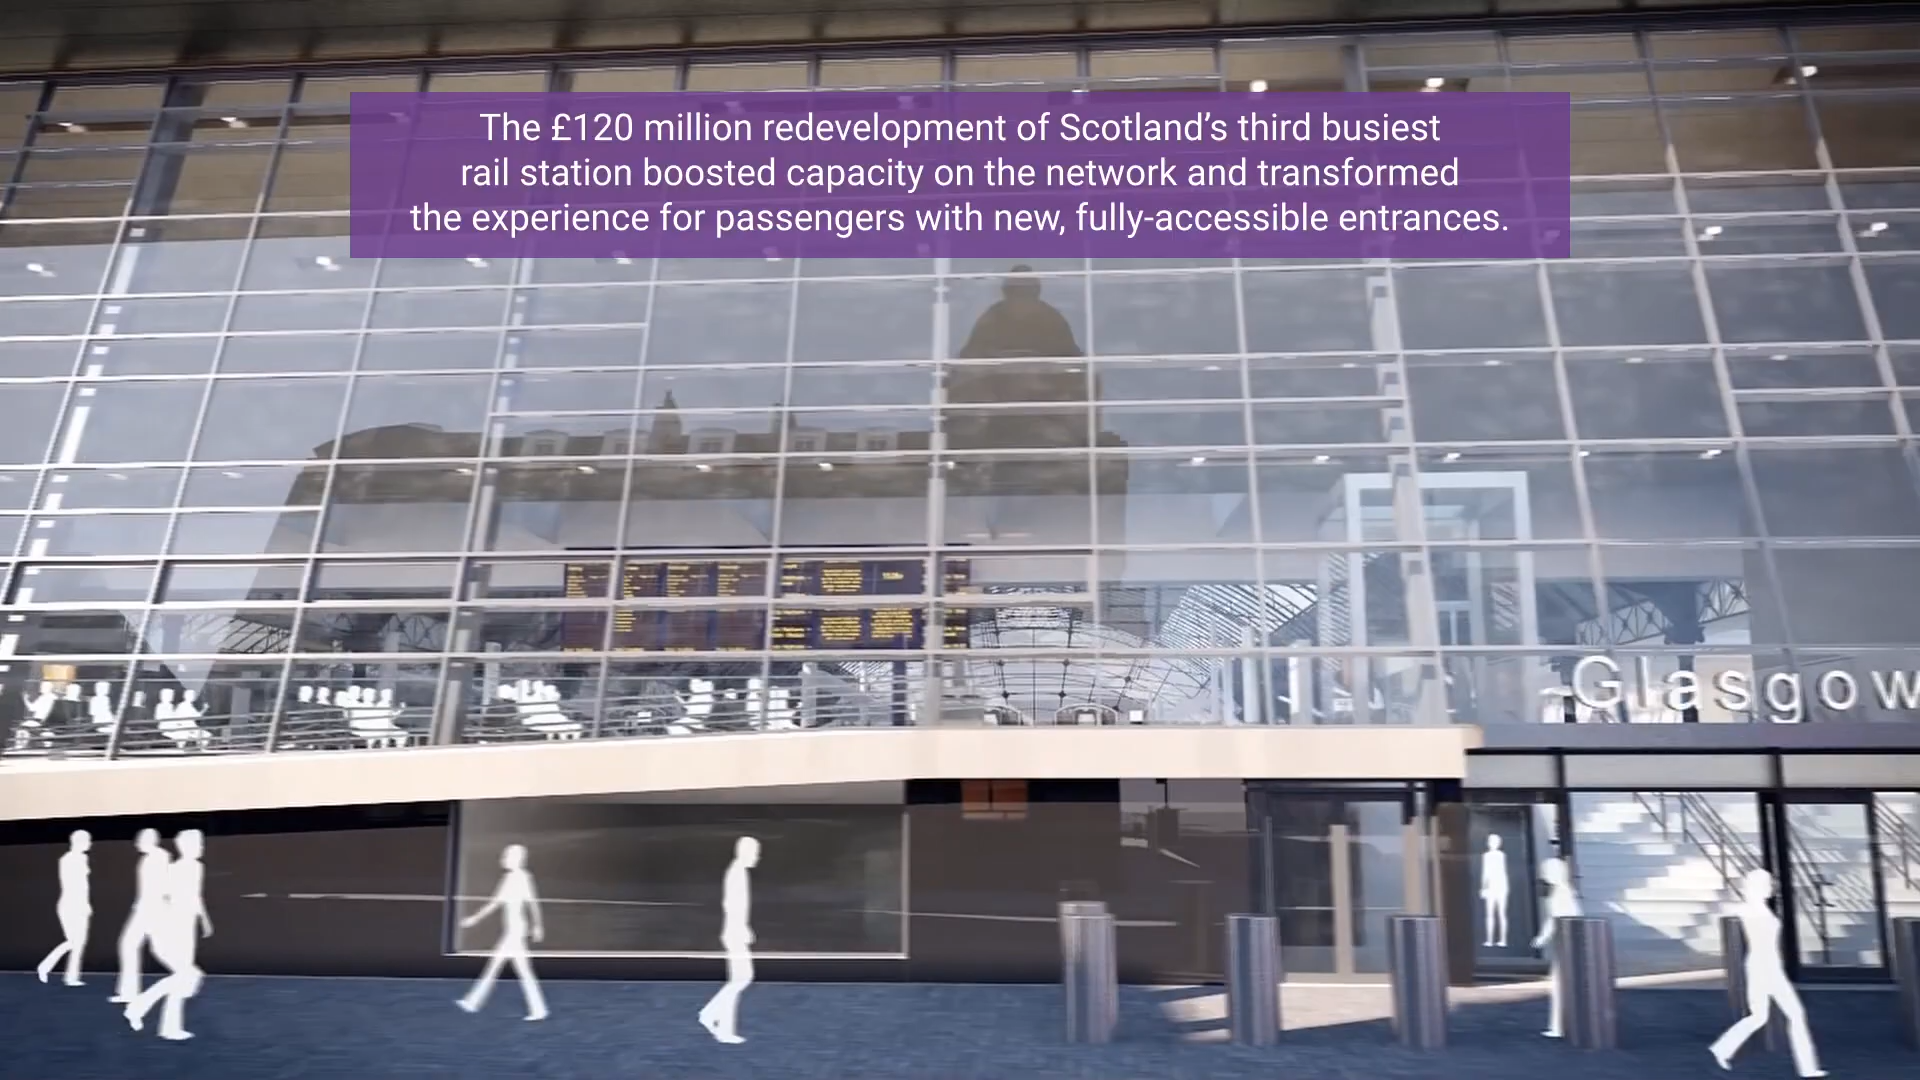 The £120 million redevelopment of Scotland’s third busiest
rail station boosted capacity on the network and transformed
the experience for passengers with new, fully-accessible entrances.
Glasgow